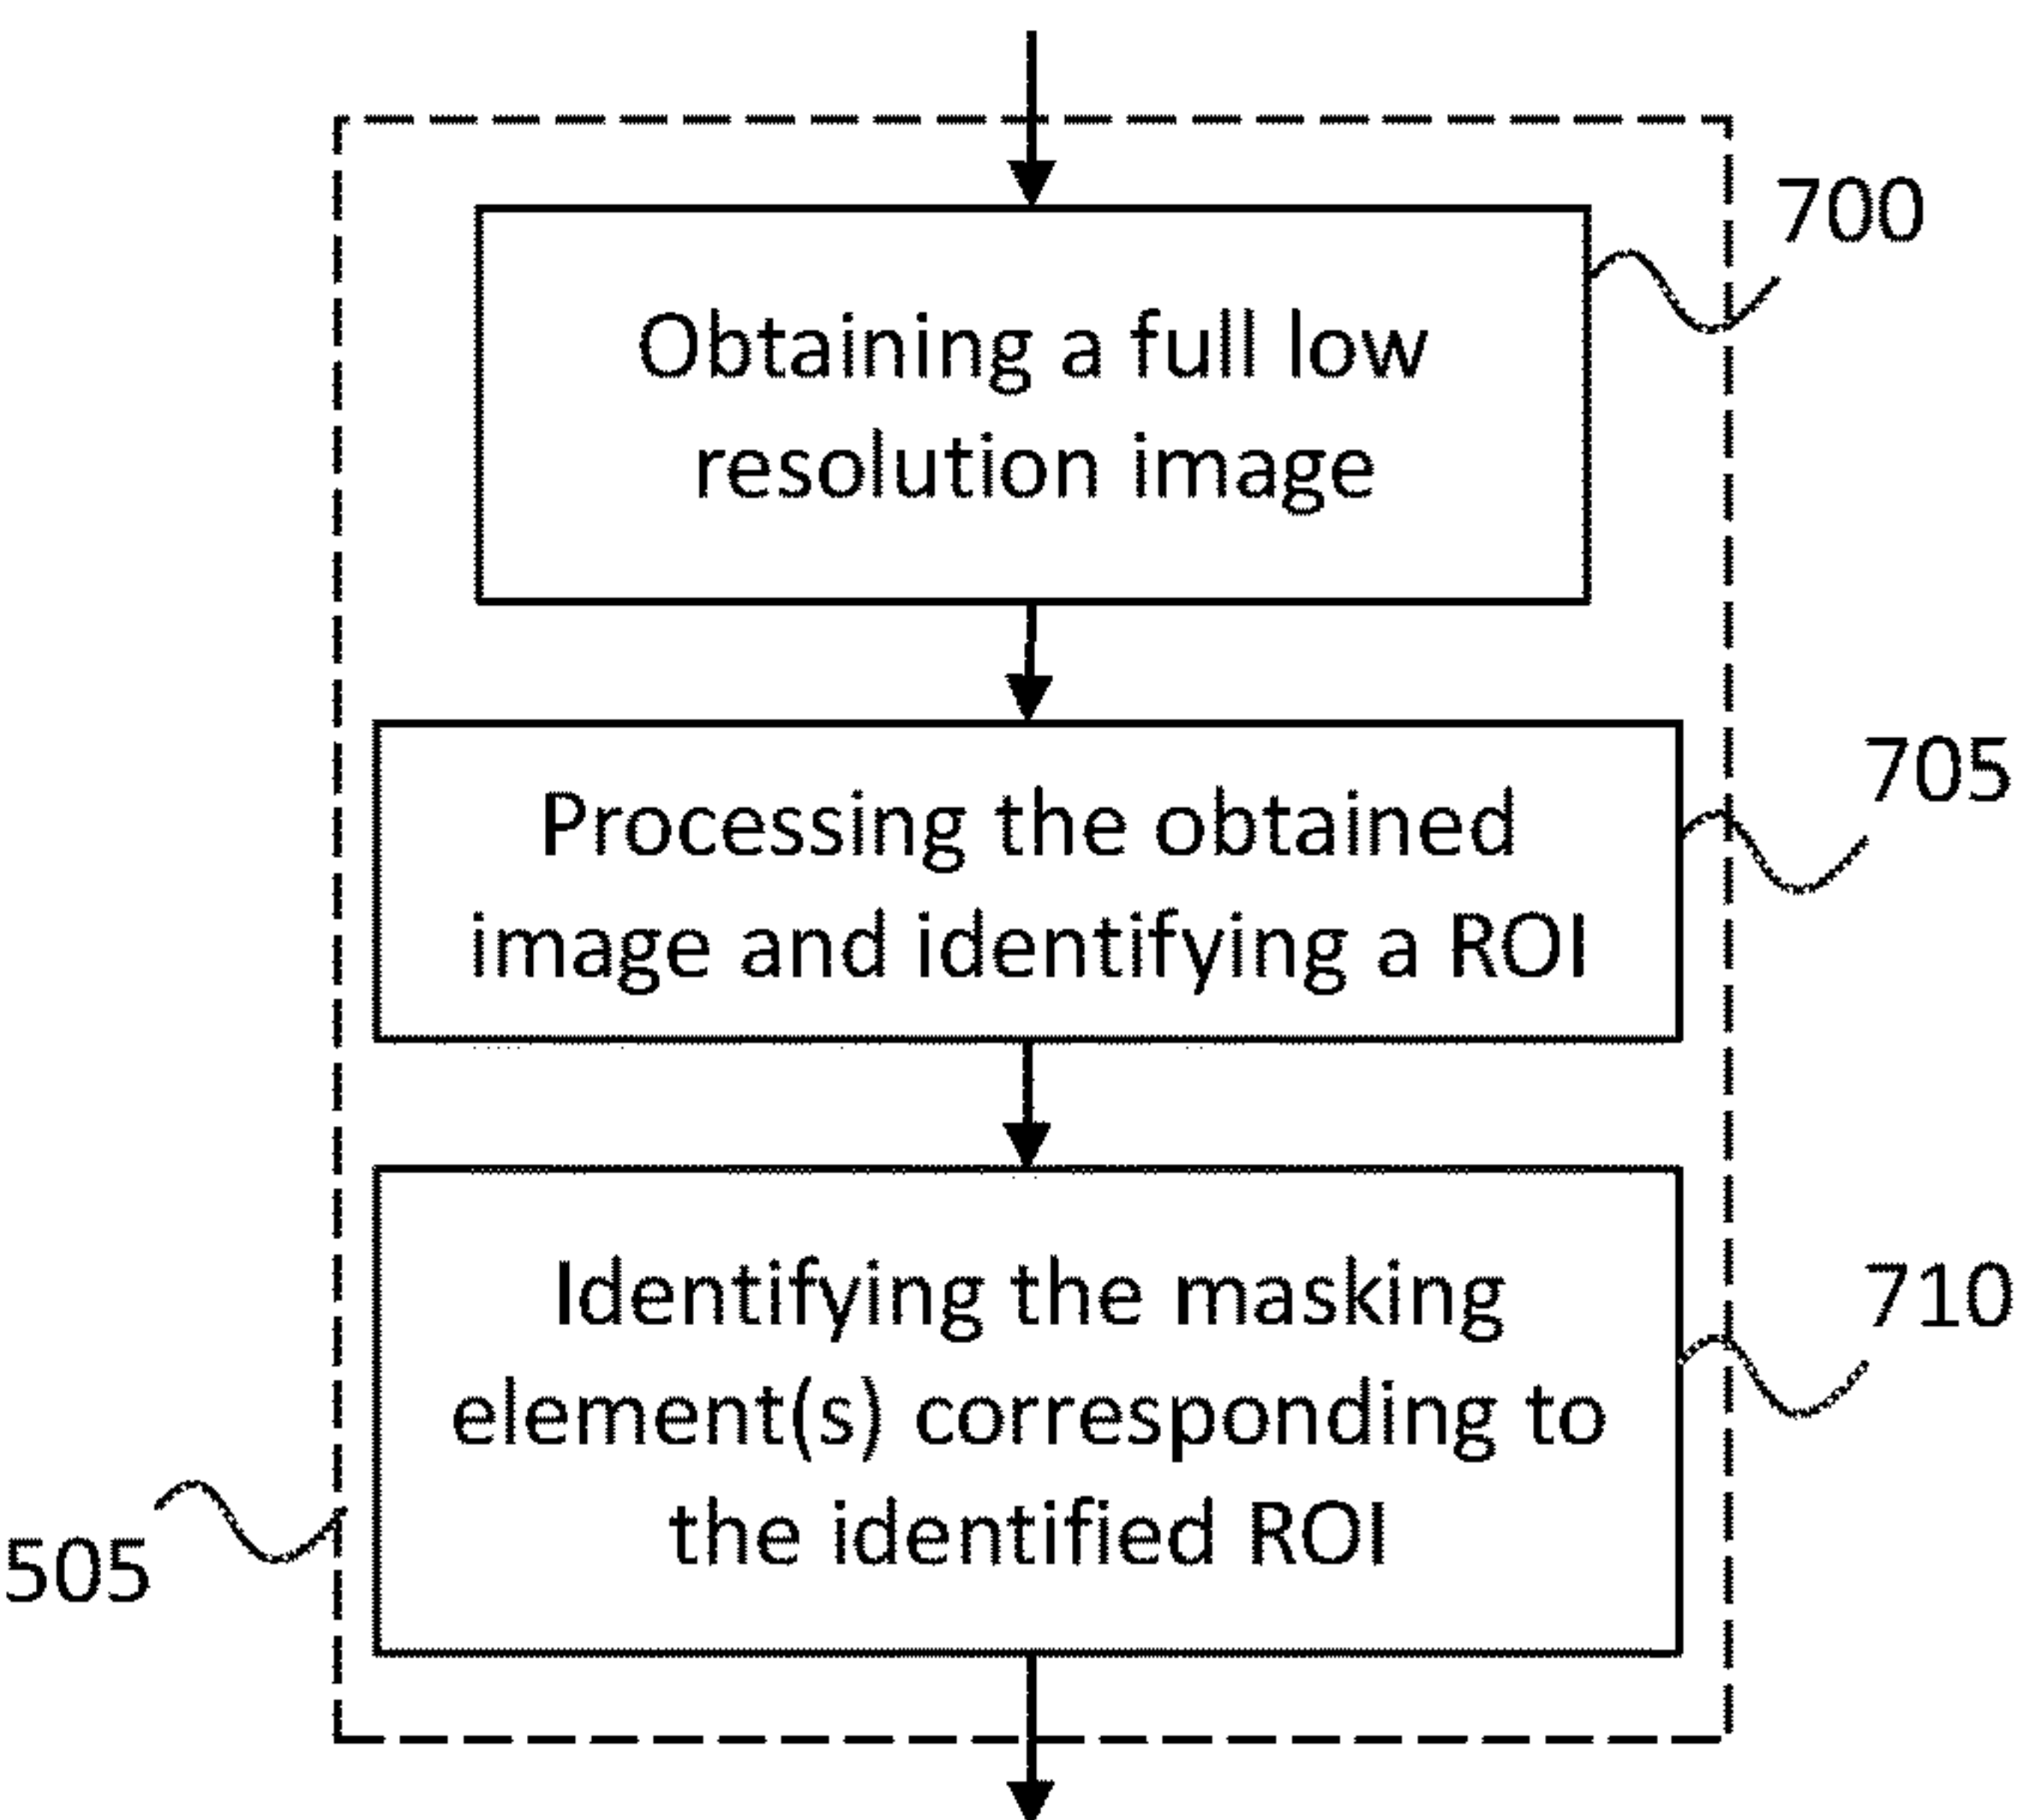 700
Obtaining a full low
resolution image
705
Processing the obtained
image and identifying a ROI
710
Identifying the masking
element(s) corresponding to
the identified ROI
505